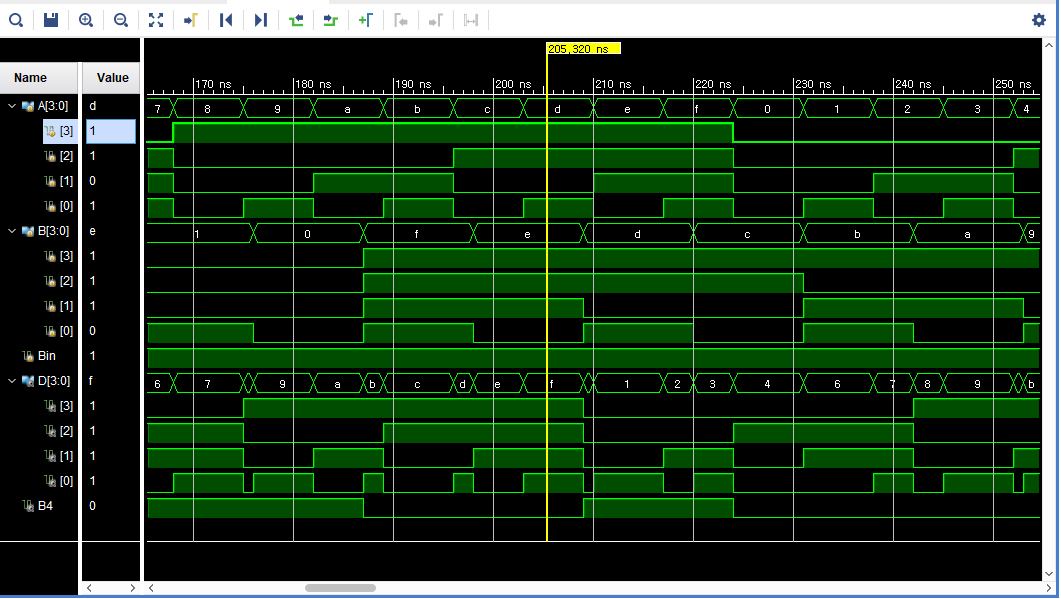 205,320 ns
Name Value
170 ns 180 ns 190 ns 200 ns 210 ns 220 ns 230 ns 240 ns 250 ns
A[3:0] d 7 8 9 a b c d e f 0 1 2 3 4
[3] 1
[2] 1
[1] 0
[0] 1
B[3:0] e 1 0 f e d c b a 9
[3] 1
[2] 1
[1] 1
[0] 0
Bin 1
D[3:0] f 6 7 9 a b c d e f 1 2 3 4 6 7 8 9 b
[3] 1
[2] 1
[1] 1
[0] 1
B4 0